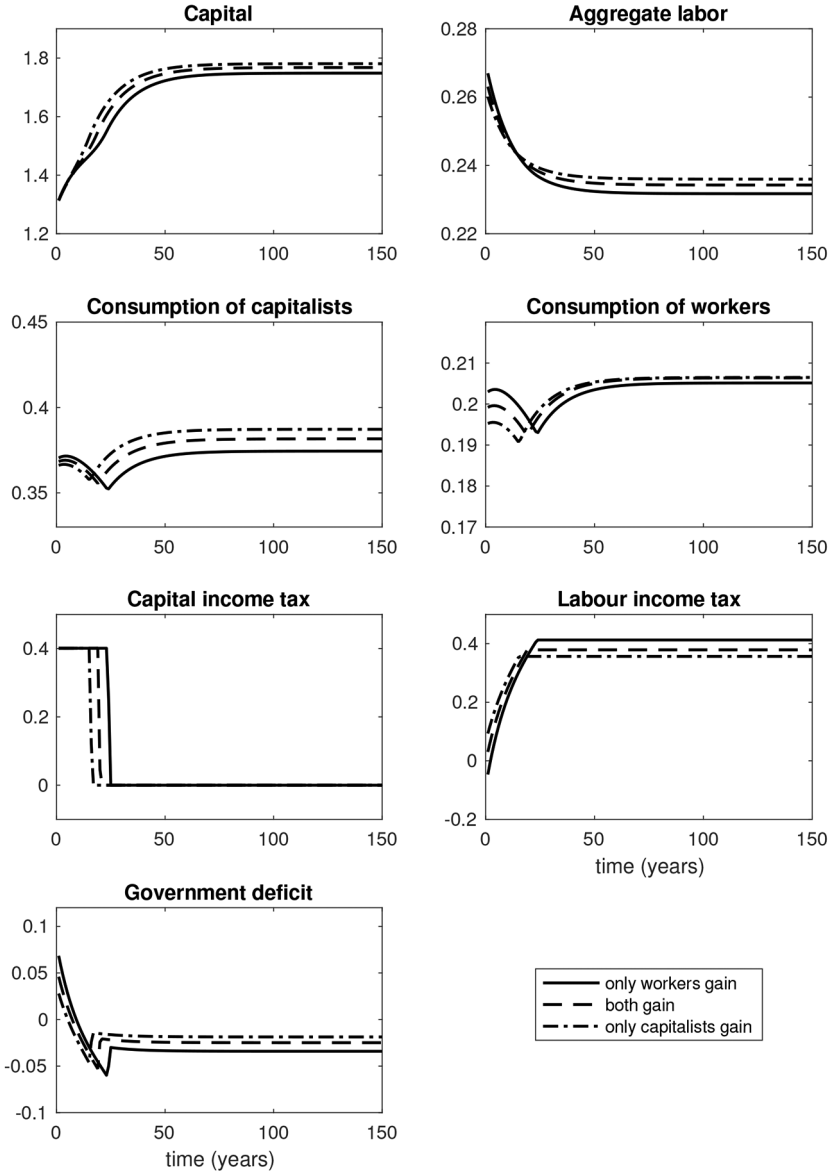 Capital
1.8
1.6
1.4
1.2
0 50 100 150
Aggregate labor
0.28
0.26
0.24
0.22
0 50 100 150
Consumption of capitalists
0.45
0.4
0.35
0 50 100 150
Consumption of workers
0.21
0.2
0.19
0.18
0.17
0 50 100 150
Capital income tax
0.4
0.2
0
0 50 100 150
Labour income tax
0.4
0.2
0
-0.2
0 50 100 150
time (years)
Government deficit
0.1
0.05
0
-0.05
-0.1
0 50 100 150
time (years)
only workers gain
both gain
only capitalists gain